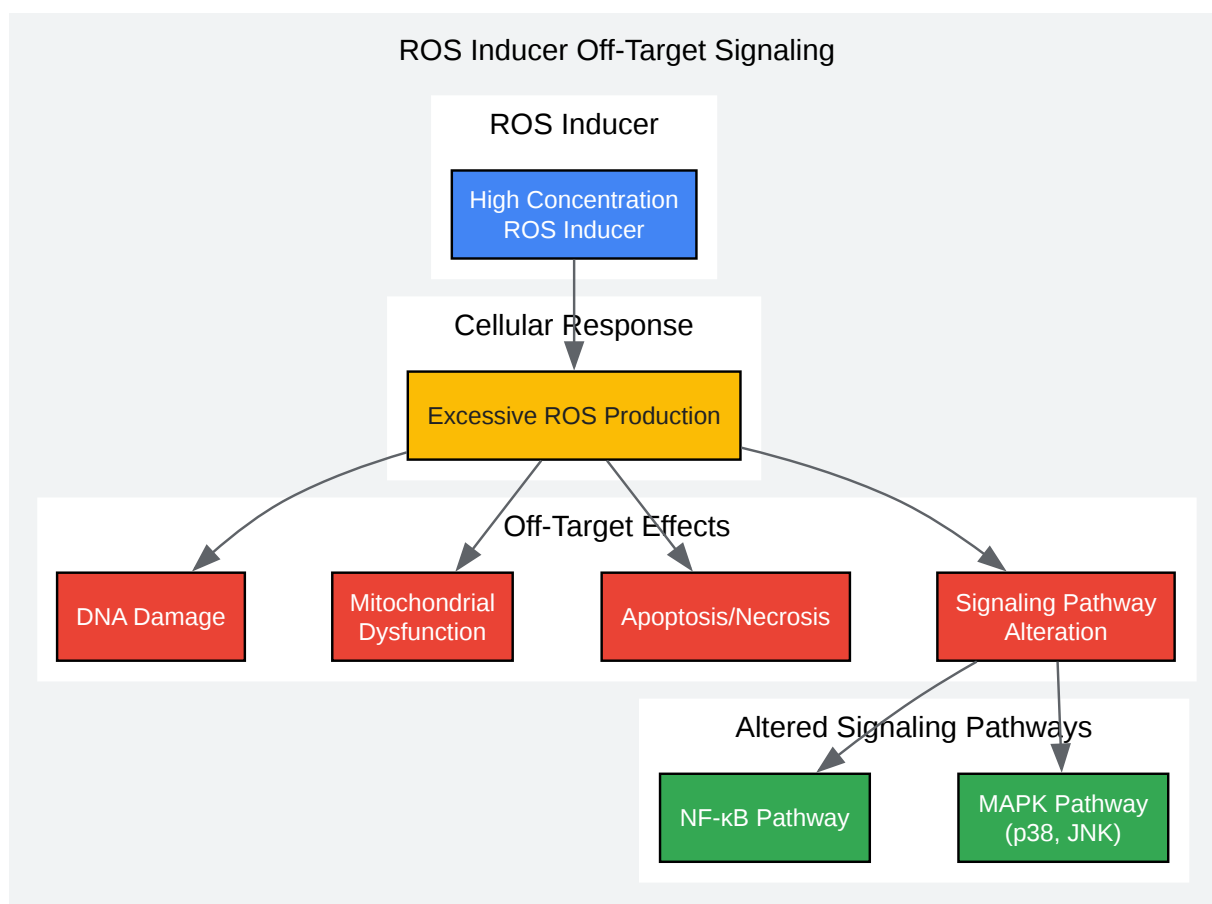 ROS Inducer Off-Target Signaling
ROS Inducer
High Concentration
ROS Inducer
Cellular Response
Excessive ROS Production
Off-Target Effects
DNA Damage
Mitochondrial
Dysfunction
Apoptosis/Necrosis
Signaling Pathway
Alteration
Altered Signaling Pathways
NF-κB Pathway
MAPK Pathway
(p38, JNK)